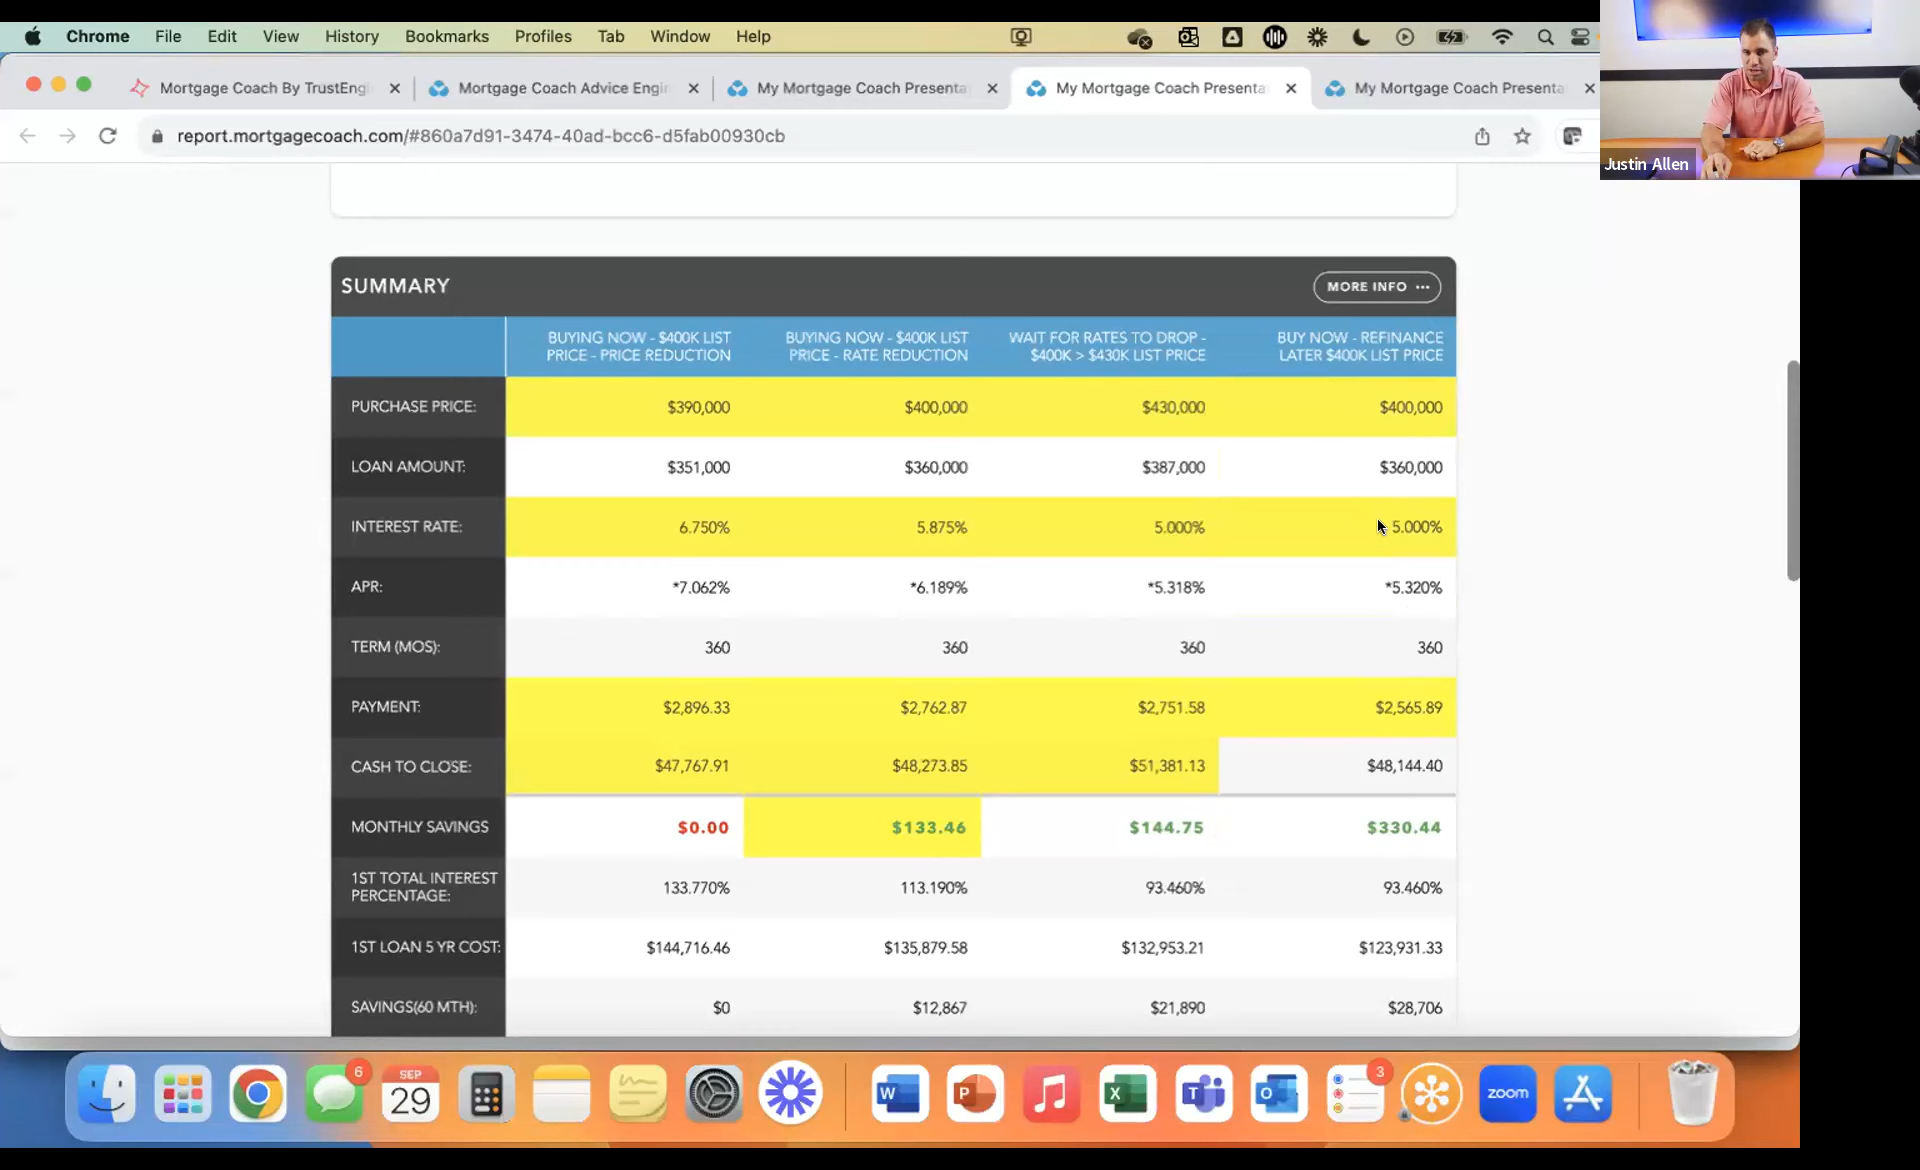 Chrome File Edit View History Bookmarks Profiles Tab Window Help
Mortgage Coach By TrustEngi
Mortgage Coach Advice Engin
My Mortgage Coach Presenta
My Mortgage Coach Presenta
My Mortgage Coach Presenta
report.mortgagecoach.com/#860a7d91-3474-40ad-bcc6-d5fab00930cb
Justin Allen
SUMMARY
MORE INFO ···
BUYING NOW - $400K LIST
PRICE - PRICE REDUCTION
BUYING NOW - $400K LIST
PRICE - RATE REDUCTION
WAIT FOR RATES TO DROP -
$400K > $430K LIST PRICE
BUY NOW - REFINANCE
LATER $400K LIST PRICE
PURCHASE PRICE: $390,000 $400,000 $430,000 $400,000
LOAN AMOUNT: $351,000 $360,000 $387,000 $360,000
INTEREST RATE: 6.750% 5.875% 5.000% 5.000%
APR: *7.062% *6.189% *5.318% *5.320%
TERM (MOS): 360 360 360 360
PAYMENT: $2,896.33 $2,762.87 $2,751.58 $2,565.89
CASH TO CLOSE: $47,767.91 $48,273.85 $51,381.13 $48,144.40
MONTHLY SAVINGS $0.00 $133.46 $144.75 $330.44
1ST TOTAL INTEREST
PERCENTAGE: 133.770% 113.190% 93.460% 93.460%
1ST LOAN 5 YR COST: $144,716.46 $135,879.58 $132,953.21 $123,931.33
SAVINGS(60 MTH): $0 $12,867 $21,890 $28,706
6
SEP
29
W
P
X
T
O
3
zoom